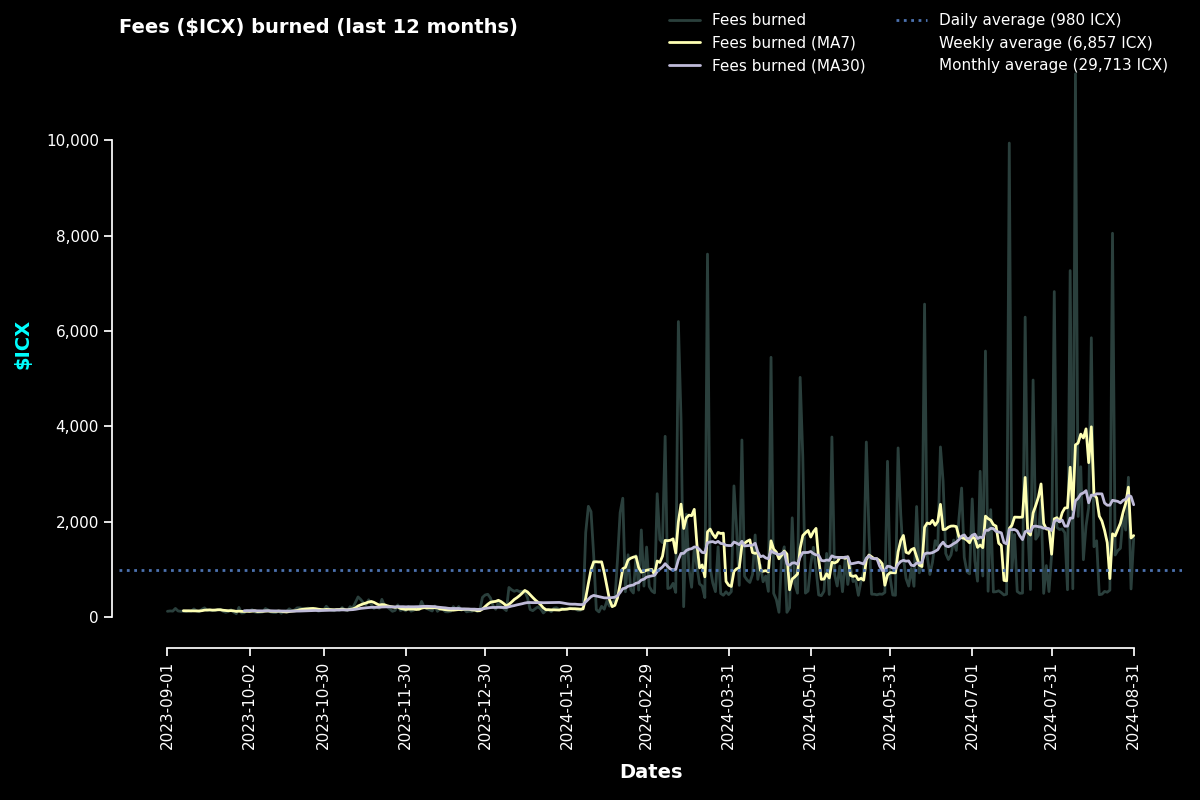 Fees ($ICX) burned (last 12 months)
Fees burned
Fees burned (MA7)
Fees burned (MA30)
Daily average (980 ICX)
Weekly average (6,857 ICX)
Monthly average (29,713 ICX)
10,000
8,000
6,000
4,000
2,000
0
$ICX
2023-09-01
2023-10-02
2023-10-30
2023-11-30
2023-12-30
2024-01-30
2024-02-29
2024-03-31
2024-05-01
2024-05-31
2024-07-01
2024-07-31
2024-08-31
Dates